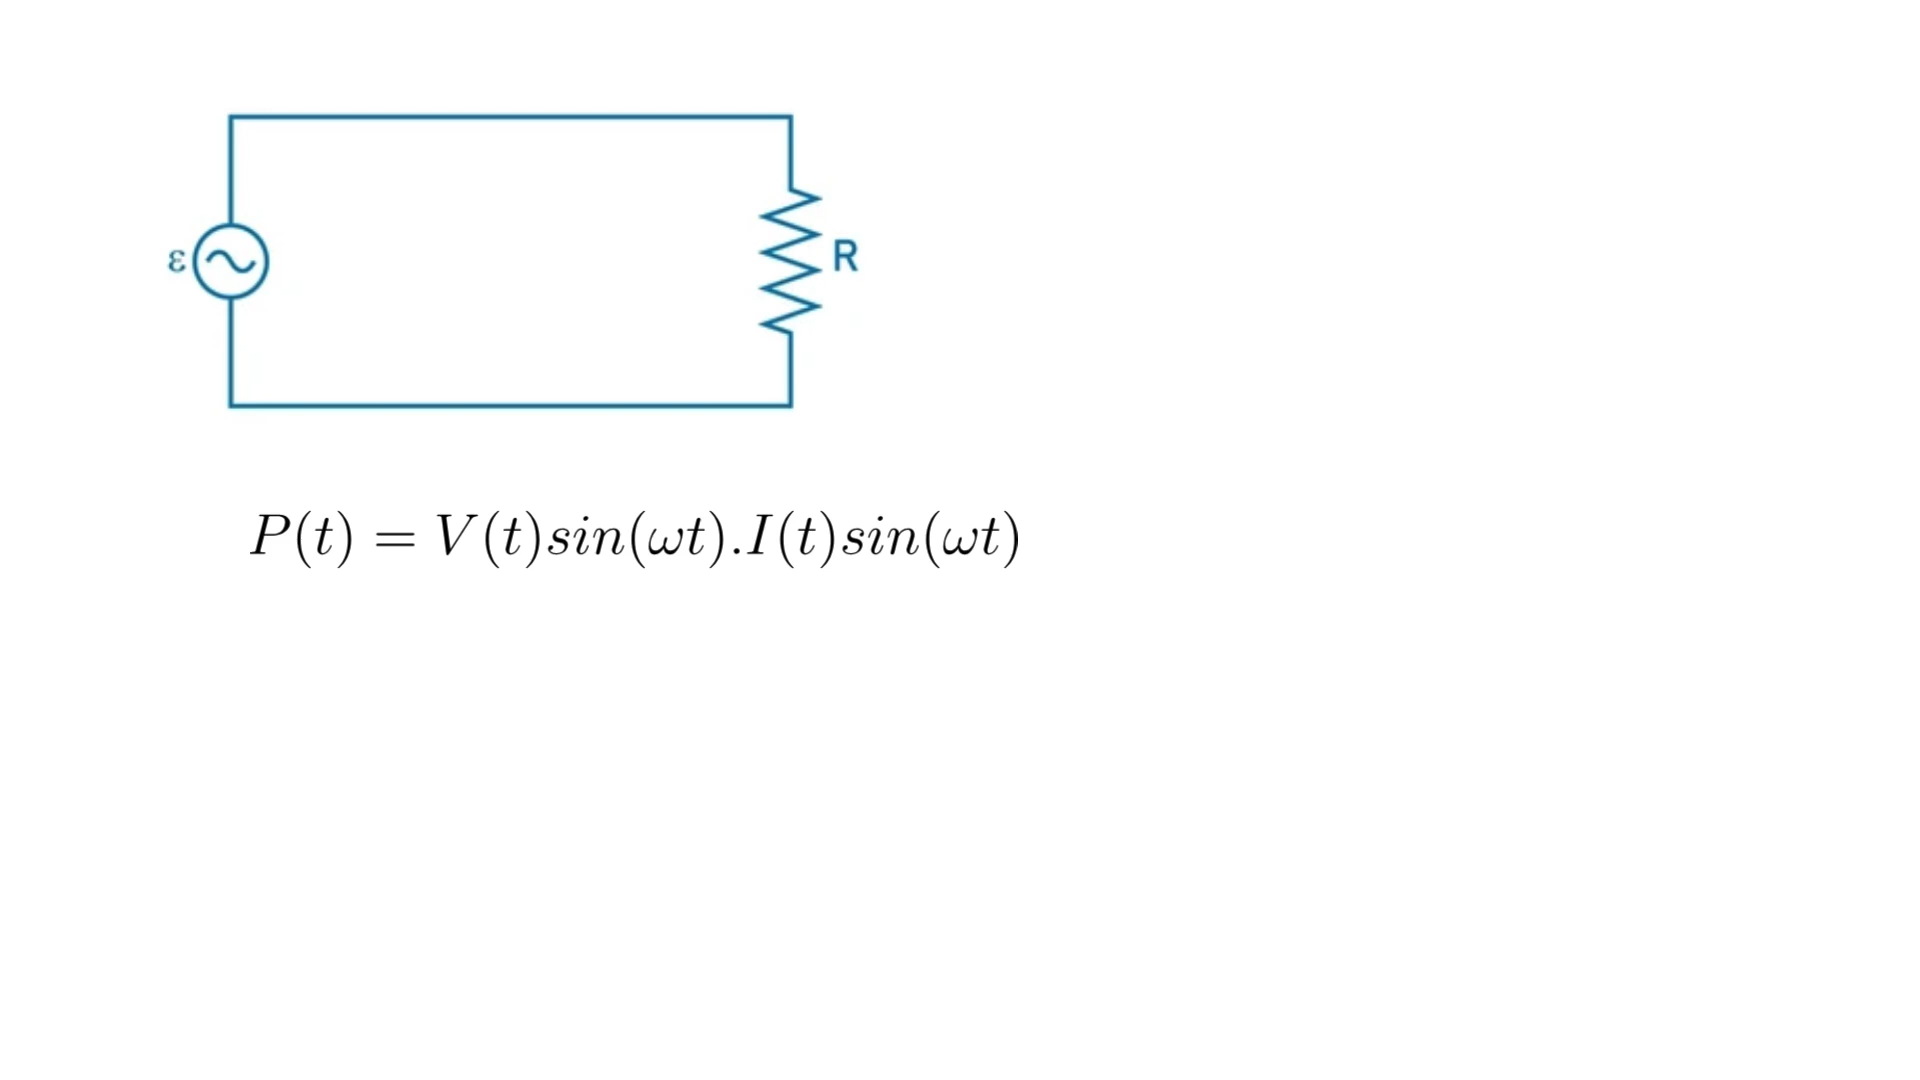 ε
R
P(t) = V(t)sin(ωt).I(t)sin(ωt)